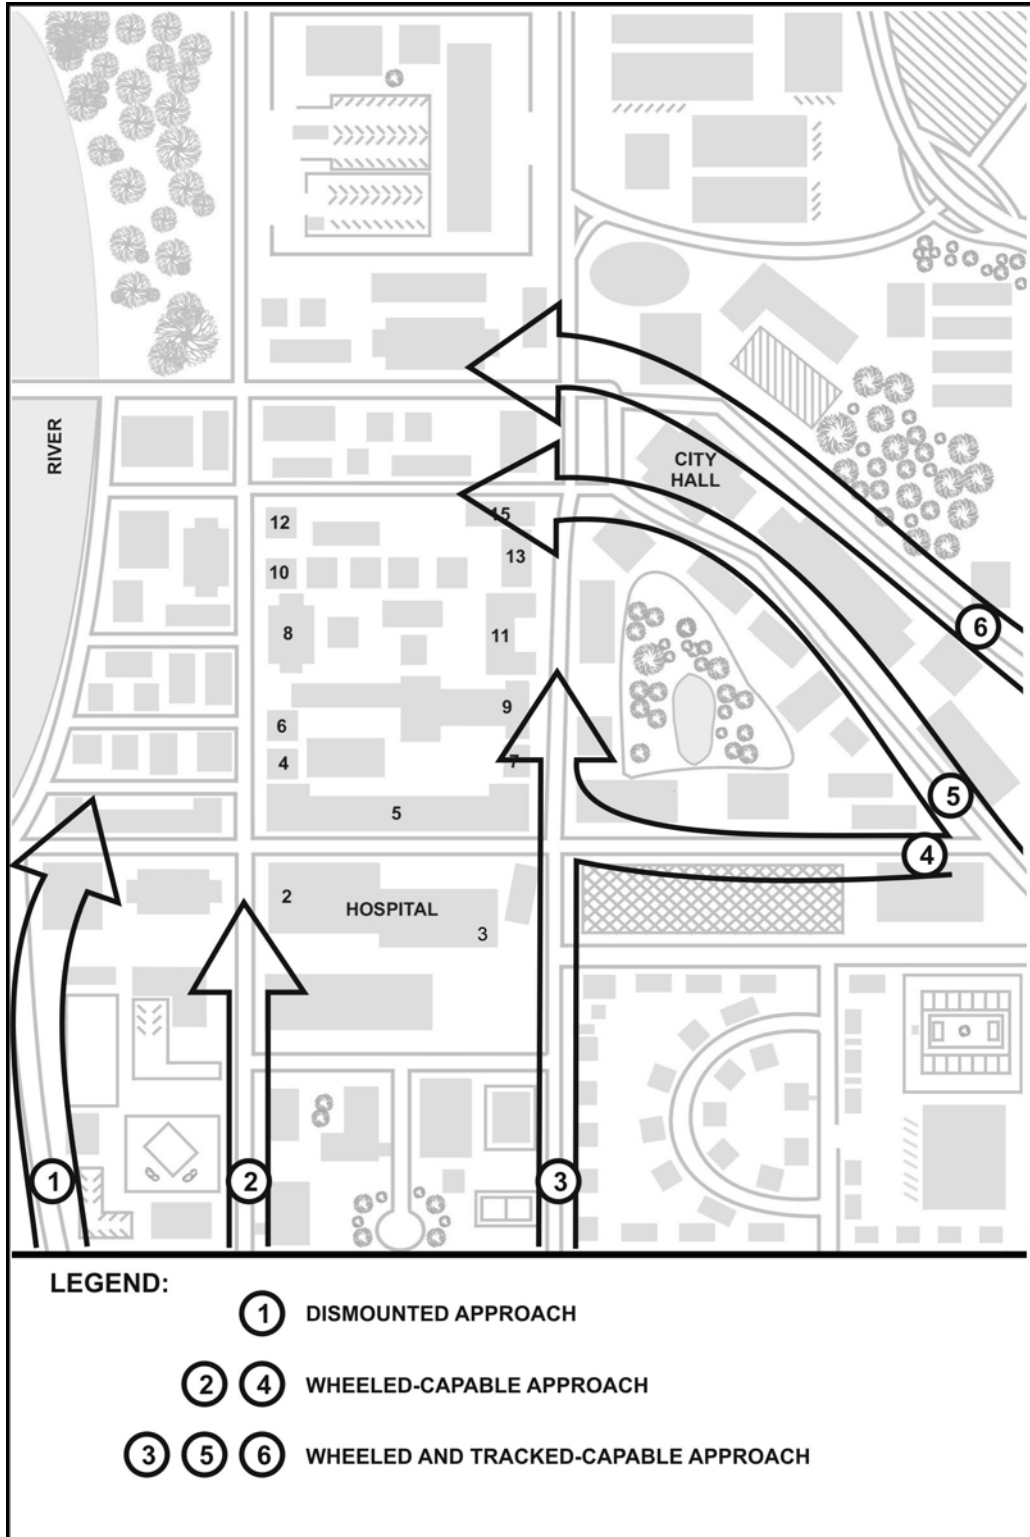 RIVER
CITY
HALL
15
12
13
10
8
11
6
9
4
7
5
2
HOSPITAL
3
6
5
4
1
2
3
LEGEND:
1 DISMOUNTED APPROACH
2 4 WHEELED-CAPABLE APPROACH
3 5 6 WHEELED AND TRACKED-CAPABLE APPROACH